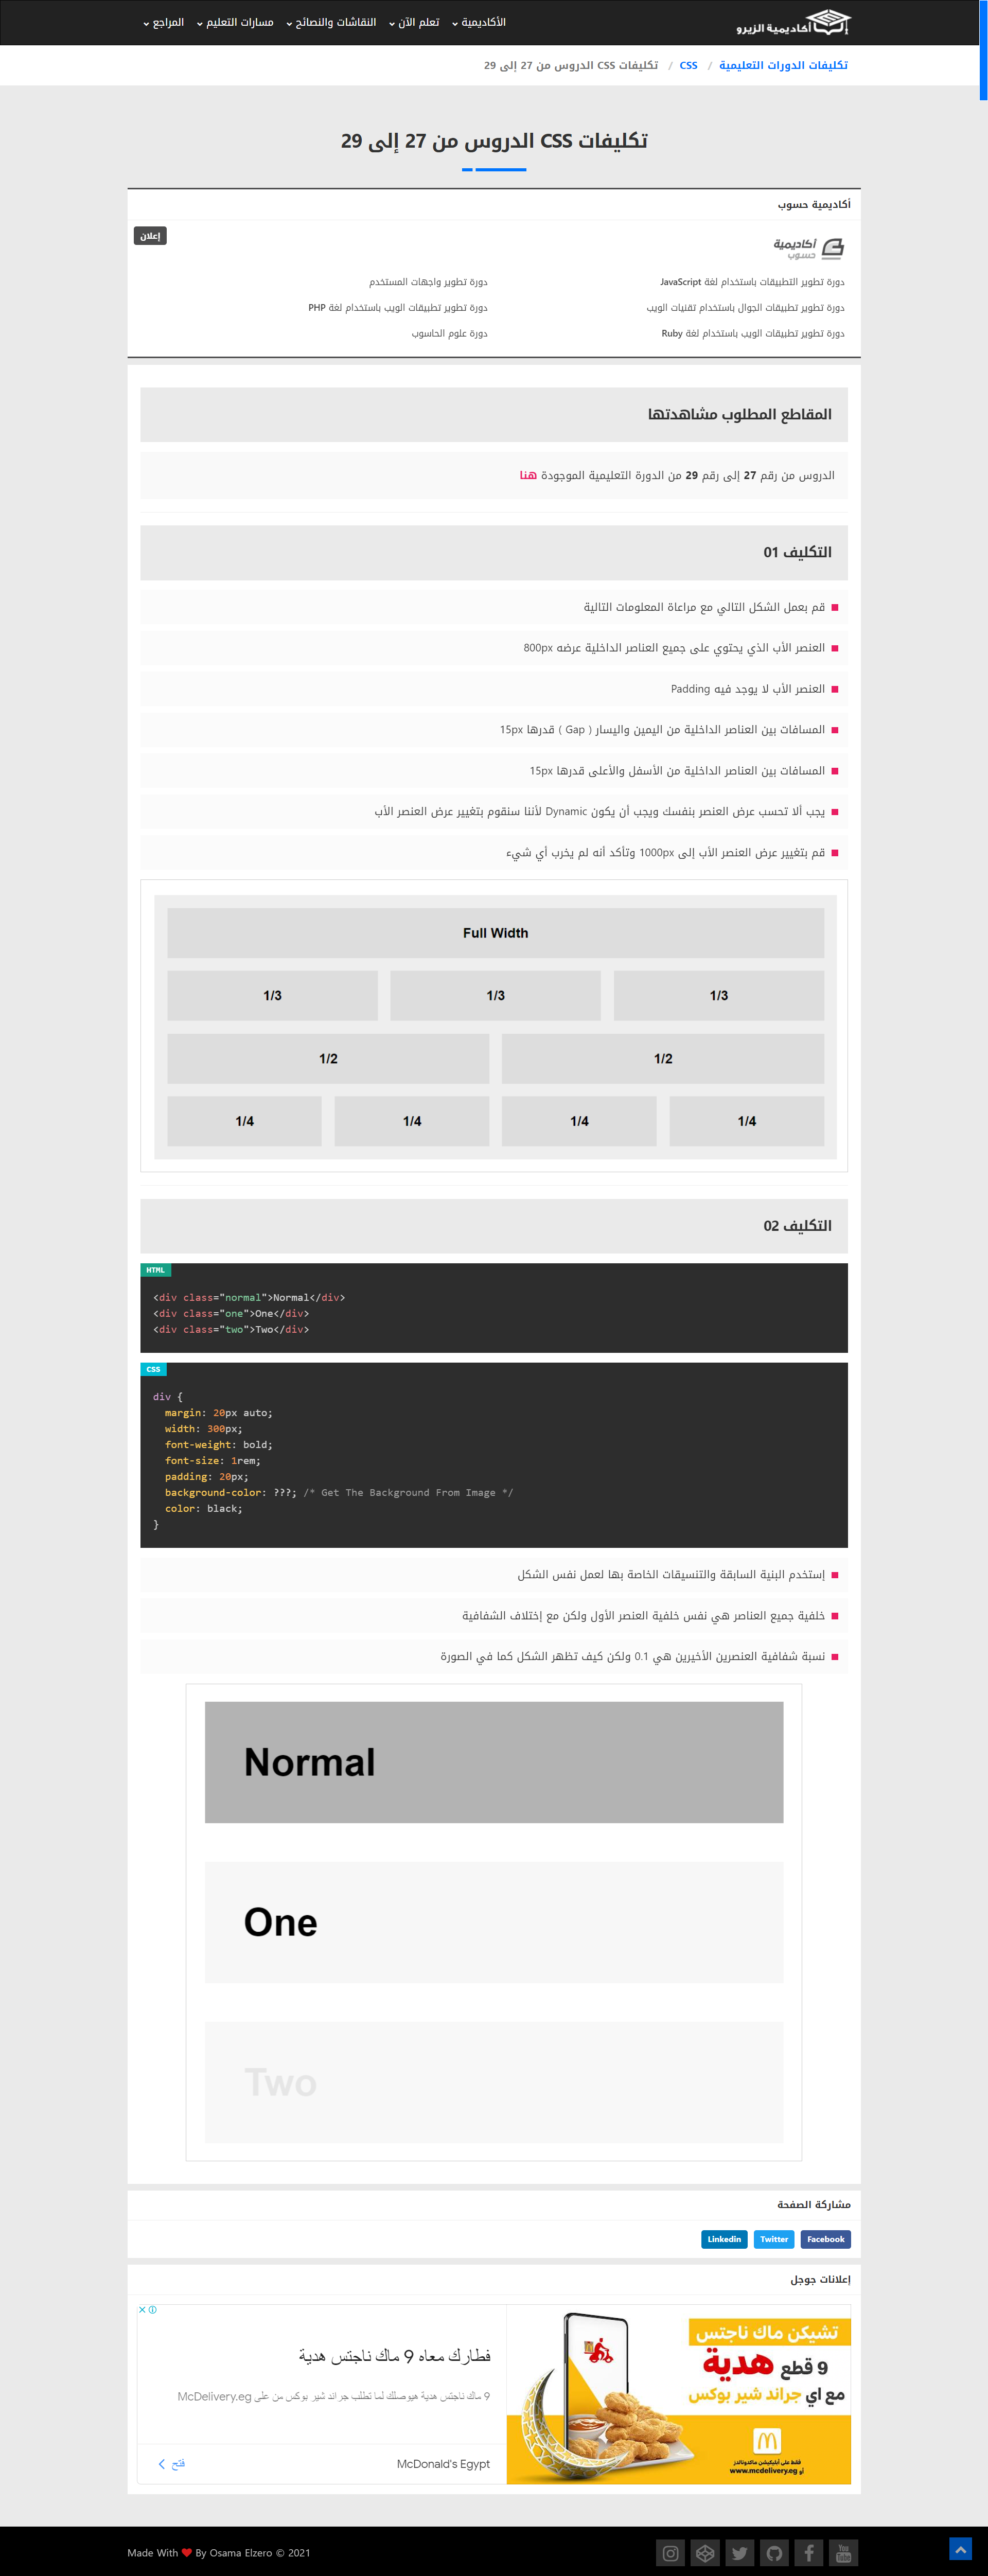 أكاديمية الزيرو
الأكاديمية
تعلم الآن
النقاشات والنصائح
مسارات التعليم
المراجع
تكليفات الدورات التعليمية / CSS / تكليفات CSS الدروس من 27 إلى 29
تكليفات CSS الدروس من 27 إلى 29
أكاديمية حسوب
إعلان
أكاديمية
حسوب
دورة تطوير التطبيقات باستخدام لغة JavaScript
دورة تطوير واجهات المستخدم
دورة تطوير تطبيقات الجوال باستخدام تقنيات الويب
دورة تطوير تطبيقات الويب باستخدام لغة PHP
دورة تطوير تطبيقات الويب باستخدام لغة Ruby
دورة علوم الحاسوب
المقاطع المطلوب مشاهدتها
الدروس من رقم 27 إلى رقم 29 من الدورة التعليمية الموجودة هنا
التكليف 01
قم بعمل الشكل التالي مع مراعاة المعلومات التالية
العنصر الأب الذي يحتوي على جميع العناصر الداخلية عرضه 800px
العنصر الأب لا يوجد فيه Padding
المسافات بين العناصر الداخلية من اليمين واليسار ( Gap ) قدرها 15px
المسافات بين العناصر الداخلية من الأسفل والأعلى قدرها 15px
يجب ألا تحسب عرض العنصر بنفسك ويجب أن يكون Dynamic لأننا سنقوم بتغيير عرض العنصر الأب
قم بتغيير عرض العنصر الأب إلى 1000px وتأكد أنه لم يخرب أي شيء
Full Width
1/3 1/3 1/3
1/2 1/2
1/4 1/4 1/4 1/4
التكليف 02
HTML
<div class="normal">Normal</div>
<div class="one">One</div>
<div class="two">Two</div>
CSS
div {
margin: 20px auto;
width: 300px;
font-weight: bold;
font-size: 1rem;
padding: 20px;
background-color: ???; /* Get The Background From Image */
color: black;
}
إستخدم البنية السابقة والتنسيقات الخاصة بها لعمل نفس الشكل
خلفية جميع العناصر هي نفس خلفية العنصر الأول ولكن مع إختلاف الشفافية
نسبة شفافية العنصرين الأخيرين هي 0.1 ولكن كيف تظهر الشكل كما في الصورة
Normal
One
Two
مشاركة الصفحة
Facebook
Twitter
Linkedin
إعلانات جوجل
تشيكن ماك ناجتس
9 قطع هدية
مع اي جراند شير بوكس
فقط على أبليكيشن ماكدونالدز
أو www.mcdelivery.eg
فطارك معاه 9 ماك ناجتس هدية
9 ماك ناجتس هدية هيوصلك لما تطلب جراند شير بوكس من على McDelivery.eg
McDonald's Egypt
فتح
Made With ❤ By Osama Elzero © 2021
You
Tube